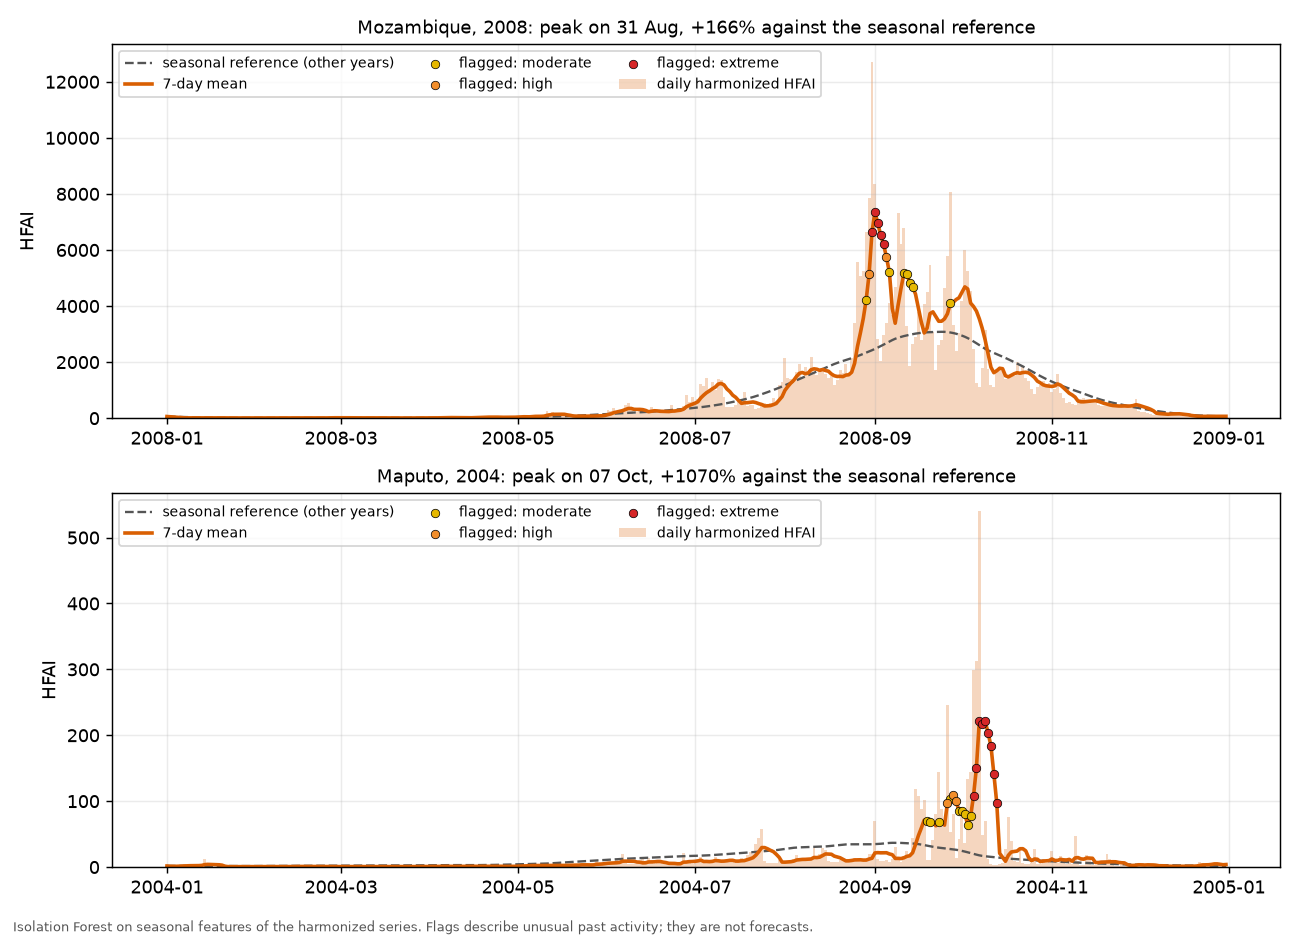 Mozambique, 2008: peak on 31 Aug, +166% against the seasonal reference
seasonal reference (other years)
7-day mean
flagged: moderate
flagged: high
flagged: extreme
daily harmonized HFAI
HFAI
12000
10000
8000
6000
4000
2000
0
2008-01 2008-03 2008-05 2008-07 2008-09 2008-11 2009-01
Maputo, 2004: peak on 07 Oct, +1070% against the seasonal reference
seasonal reference (other years)
7-day mean
flagged: moderate
flagged: high
flagged: extreme
daily harmonized HFAI
HFAI
500
400
300
200
100
0
2004-01 2004-03 2004-05 2004-07 2004-09 2004-11 2005-01
Isolation Forest on seasonal features of the harmonized series. Flags describe unusual past activity; they are not forecasts.